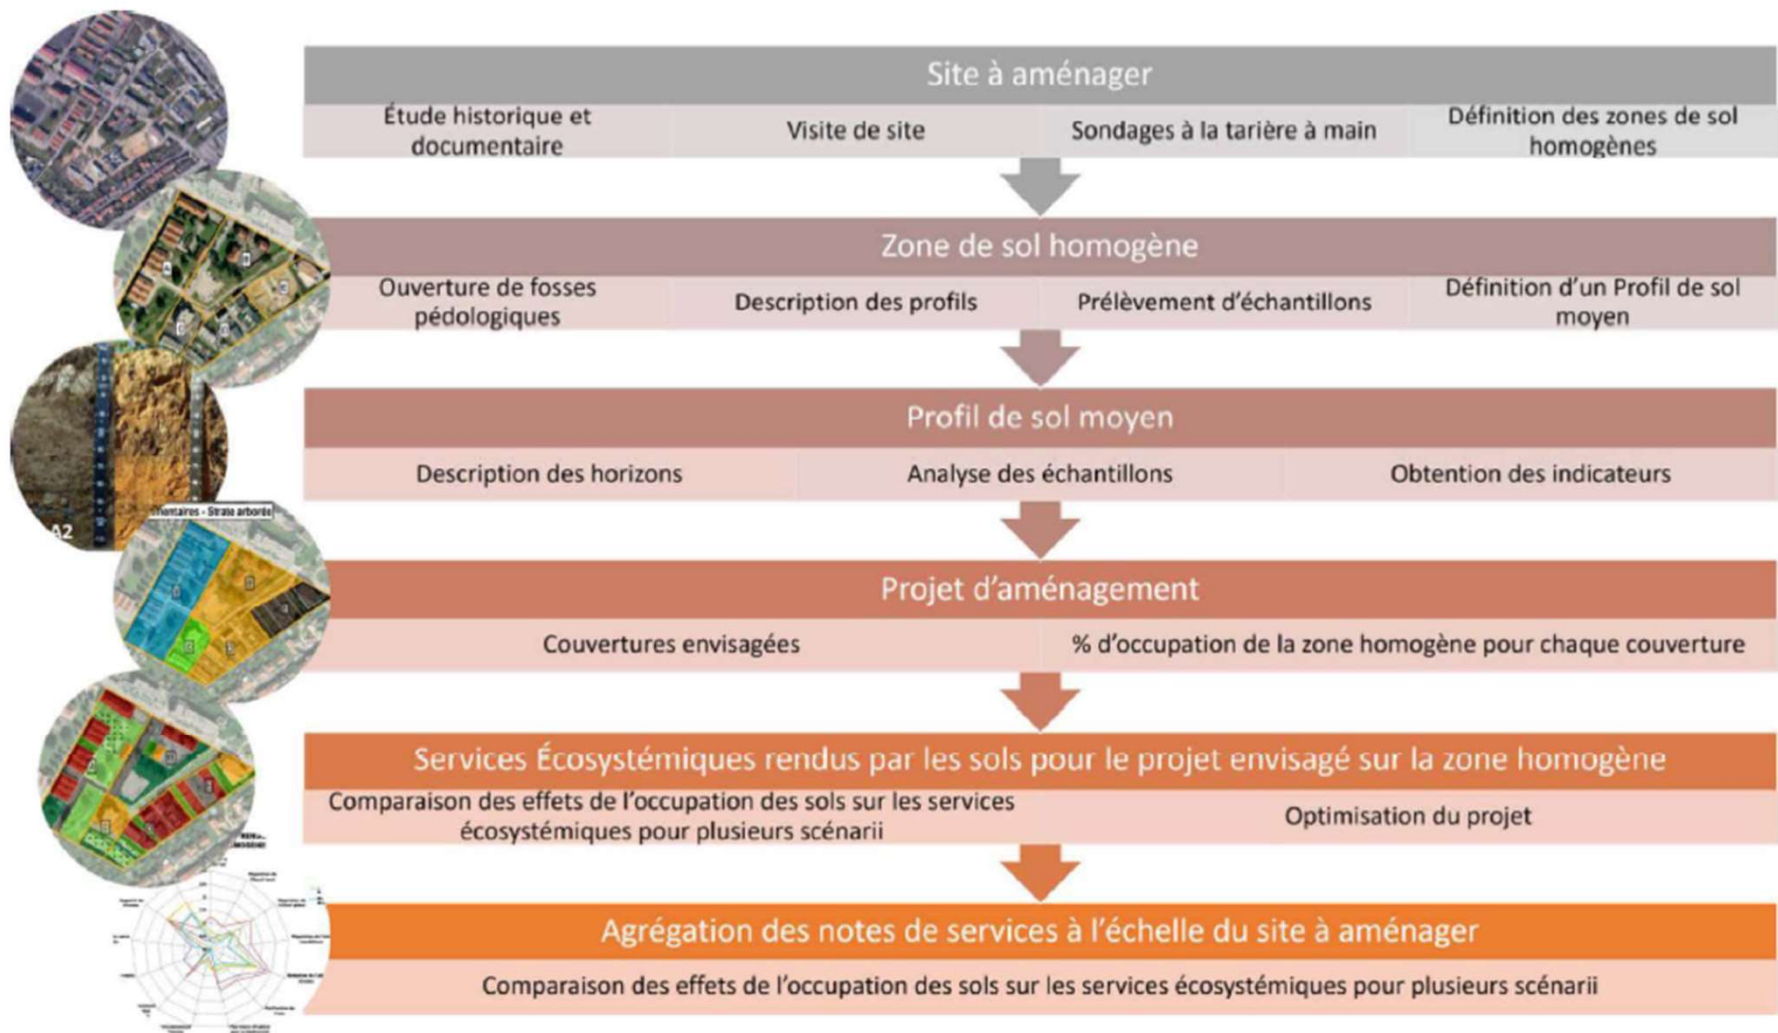 Site à aménager
Étude historique et
documentaire
Visite de site
Sondages à la tarière à main
Définition des zones de sol
homogènes
Zone de sol homogène
Ouverture de fosses
pédologiques
Description des profils
Prélèvement d'échantillons
Définition d'un Profil de sol
moyen
Profil de sol moyen
Description des horizons
Analyse des échantillons
Obtention des indicateurs
A2
mentaires - Strate arborée
Projet d'aménagement
Couvertures envisagées
% d'occupation de la zone homogène pour chaque couverture
Services Écosystémiques rendus par les sols pour le projet envisagé sur la zone homogène
Comparaison des effets de l'occupation des sols sur les services
écosystémiques pour plusieurs scénarii
Optimisation du projet
Agrégation des notes de services à l'échelle du site à aménager
Comparaison des effets de l'occupation des sols sur les services écosystémiques pour plusieurs scénarii